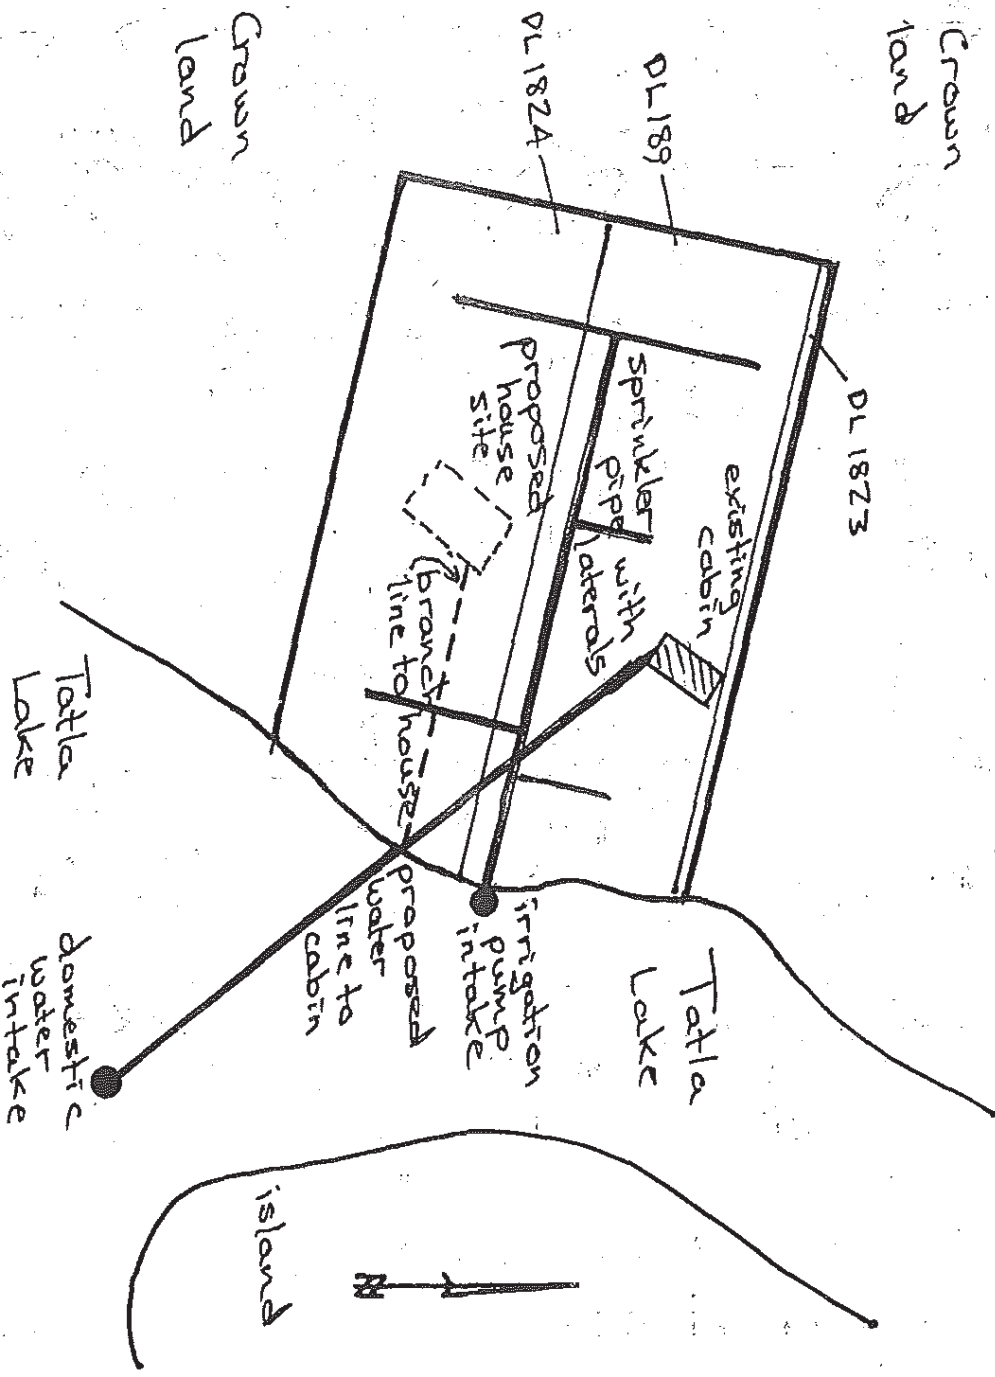 Crown
land
DL 1823
existing
cabin
Tatla
Lake
DL 189
sprinkler
pipe with
laterals
DL 1824
irrigation
pump
intake
proposed
house
site
branch
line to house
proposed
water
line to
cabin
N
Crown
land
island
Tatla
Lake
domestic
water
intake